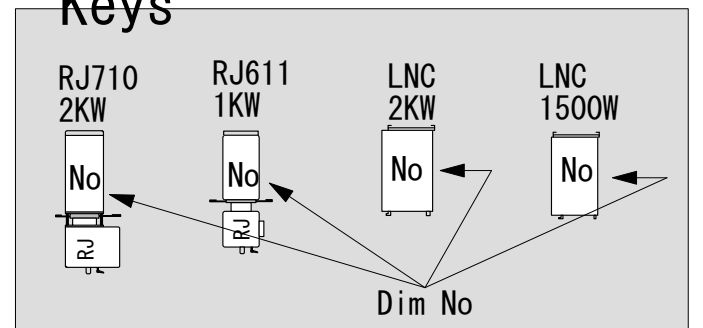 Keys
RJ710
2KW
RJ611
1KW
LNC
2KW
LNC
1500W
No
No
No
No
RJ
RJ
Dim No